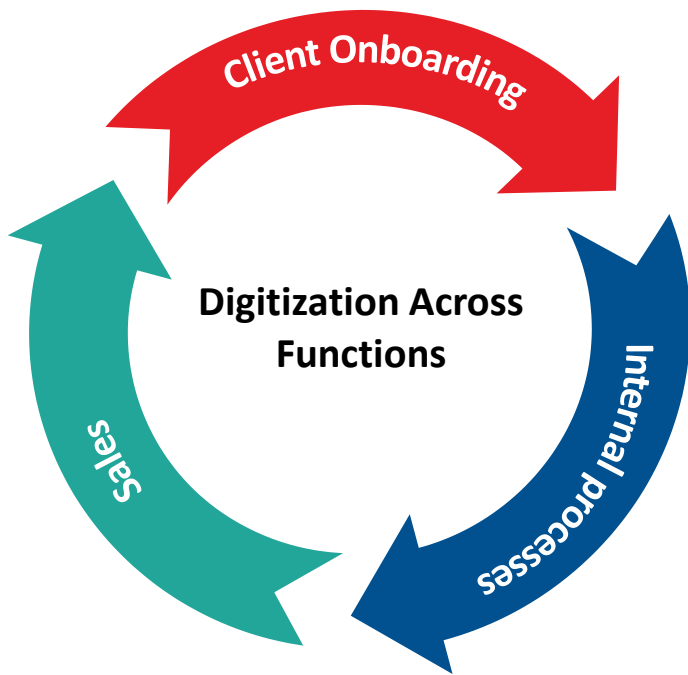 Client Onboarding
Digitization Across
Functions
Internal processes
Sales